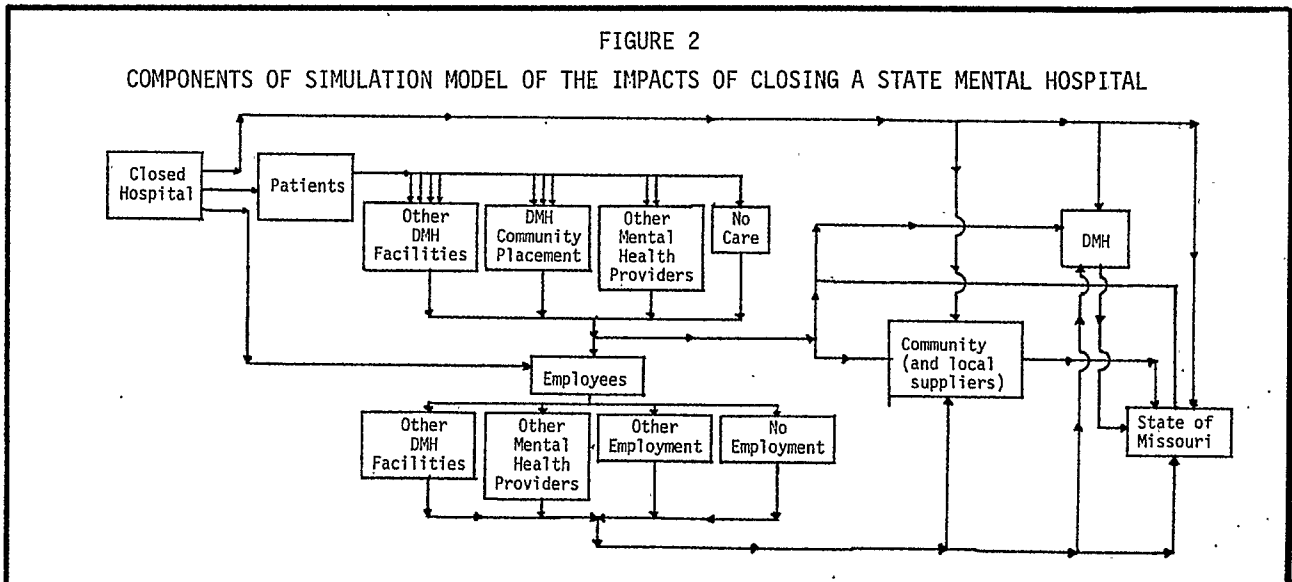 FIGURE 2
COMPONENTS OF SIMULATION MODEL OF THE IMPACTS OF CLOSING A STATE MENTAL HOSPITAL
Closed
Hospital
Patients
Other
DMH
Facilities
DMH
Community
Placement
Other
Mental
Health
Providers
No
Care
DMH
Community
(and local
suppliers)
State of
Missouri
Employees
Other
DMH
Facilities
Other
Mental
Health
Providers
Other
Employment
No
Employment